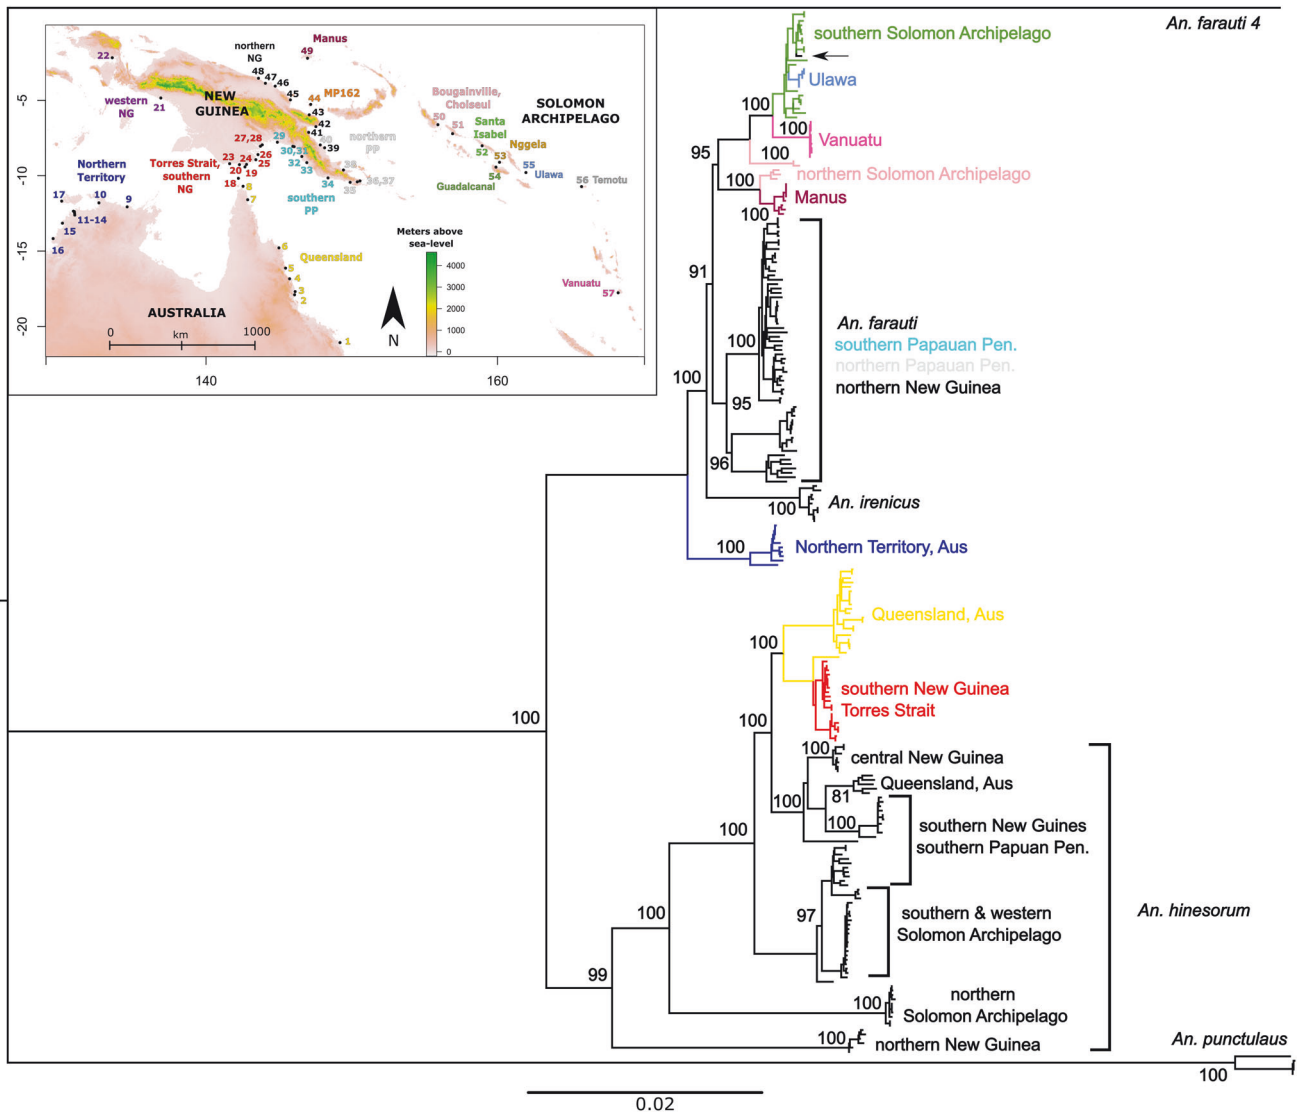 An. farauti 4
southern Solomon Archipelago
Ulawa
100
100
Vanuatu
95
100
northern Solomon Archipelago
100
Manus
100
91
An. farauti
southern Papauan Pen.
northern Papauan Pen.
northern New Guinea
100
100
95
96
An. irenicus
100
100
Northern Territory, Aus
Queensland, Aus
100
southern New Guinea
Torres Strait
100
100
100
central New Guinea
Queensland, Aus
81
100
100
southern New Guines
southern Papuan Pen.
100
97
southern & western
Solomon Archipelago
An. hinesorum
100
99
northern
Solomon Archipelago
100
100
northern New Guinea
An. punctulaus
100
0.02
-5
-10
-15
-20
140
160
Manus
49
northern
NG
48
47
46
45
22
western
NG
21
NEW
GUINEA
44
MP162
43
42
41
40
39
northern
PP
38
36,37
35
Bougainville,
Choiseul
50
51
SOLOMON
ARCHIPELAGO
Santa
Isabel
52
Nggela
53
54
Guadalcanal
55
Ulawa
56 Temotu
27,28
29
30,31
32
33
34
southern
PP
Torres Strait,
southern
NG
23
24
26
25
20
19
18
8
7
Northern
Territory
17
10
9
11-14
15
16
6
Queensland
5
4
3
2
1
Vanuatu
57
Meters above
sea-level
4000
3000
2000
1000
0
AUSTRALIA
0
km
1000
N